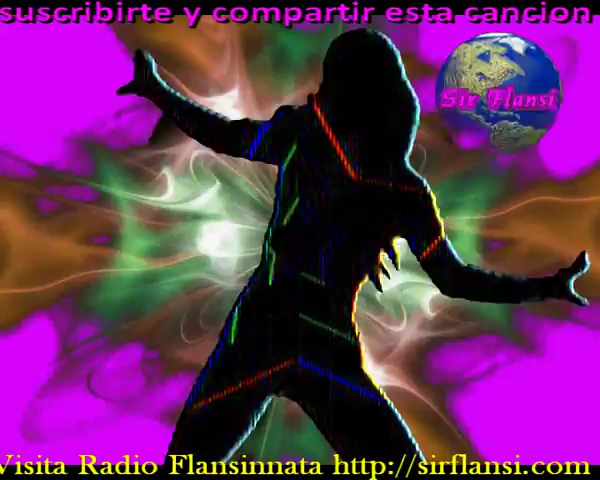 suscribirte y compartir esta cancion
Sir Flansi
Visita Radio Flansinnata http://sirflansi.com